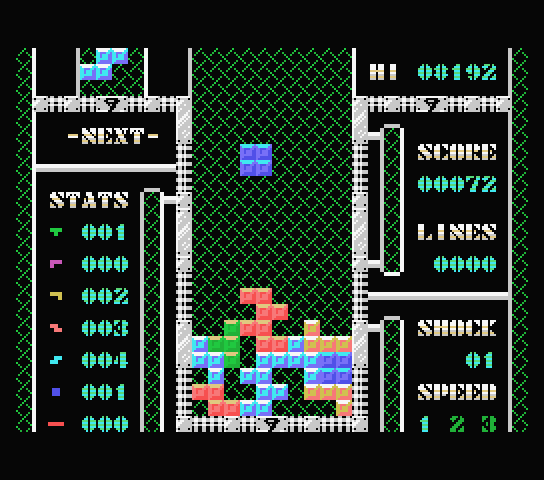 HI 00192
-NEXT-
SCORE
00072
STATS
001
LINES
000
0000
002
003
SHOCK
004
01
001
SPEED
000
1 2 3